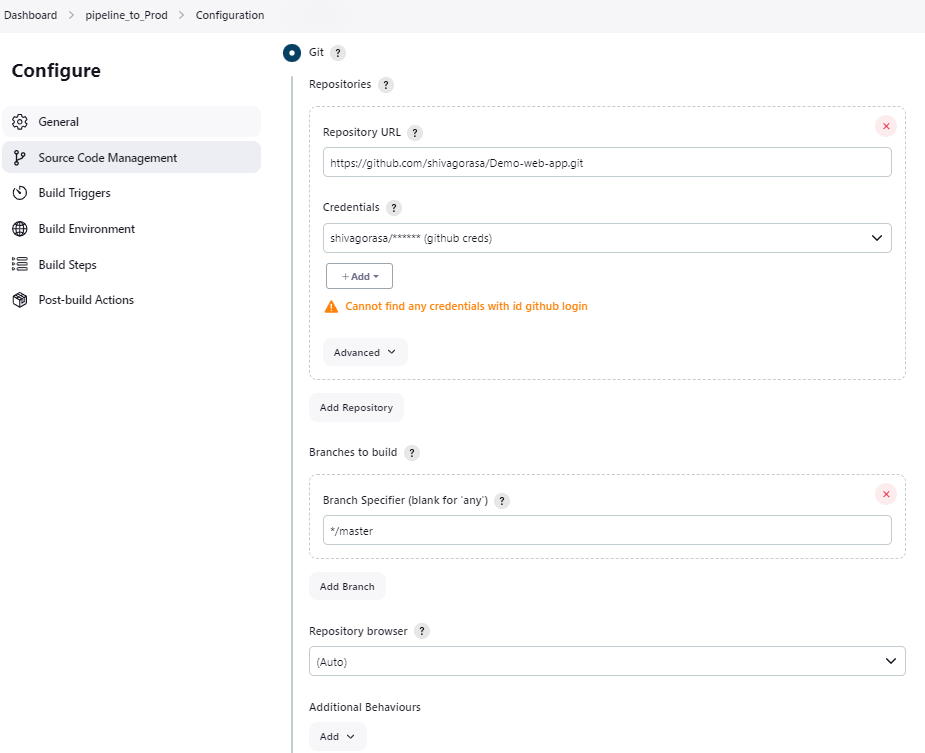 Dashboard > pipeline_to_Prod > Configuration
Configure
General
Source Code Management
Build Triggers
Build Environment
Build Steps
Post-build Actions
Git ?
Repositories ?
Repository URL ?
https://github.com/shivagorasa/Demo-web-app.git
Credentials ?
shivagorasa/****** (github creds)
+ Add
Cannot find any credentials with id github login
Advanced
Add Repository
Branches to build ?
Branch Specifier (blank for 'any') ?
*/master
Add Branch
Repository browser ?
(Auto)
Additional Behaviours
Add